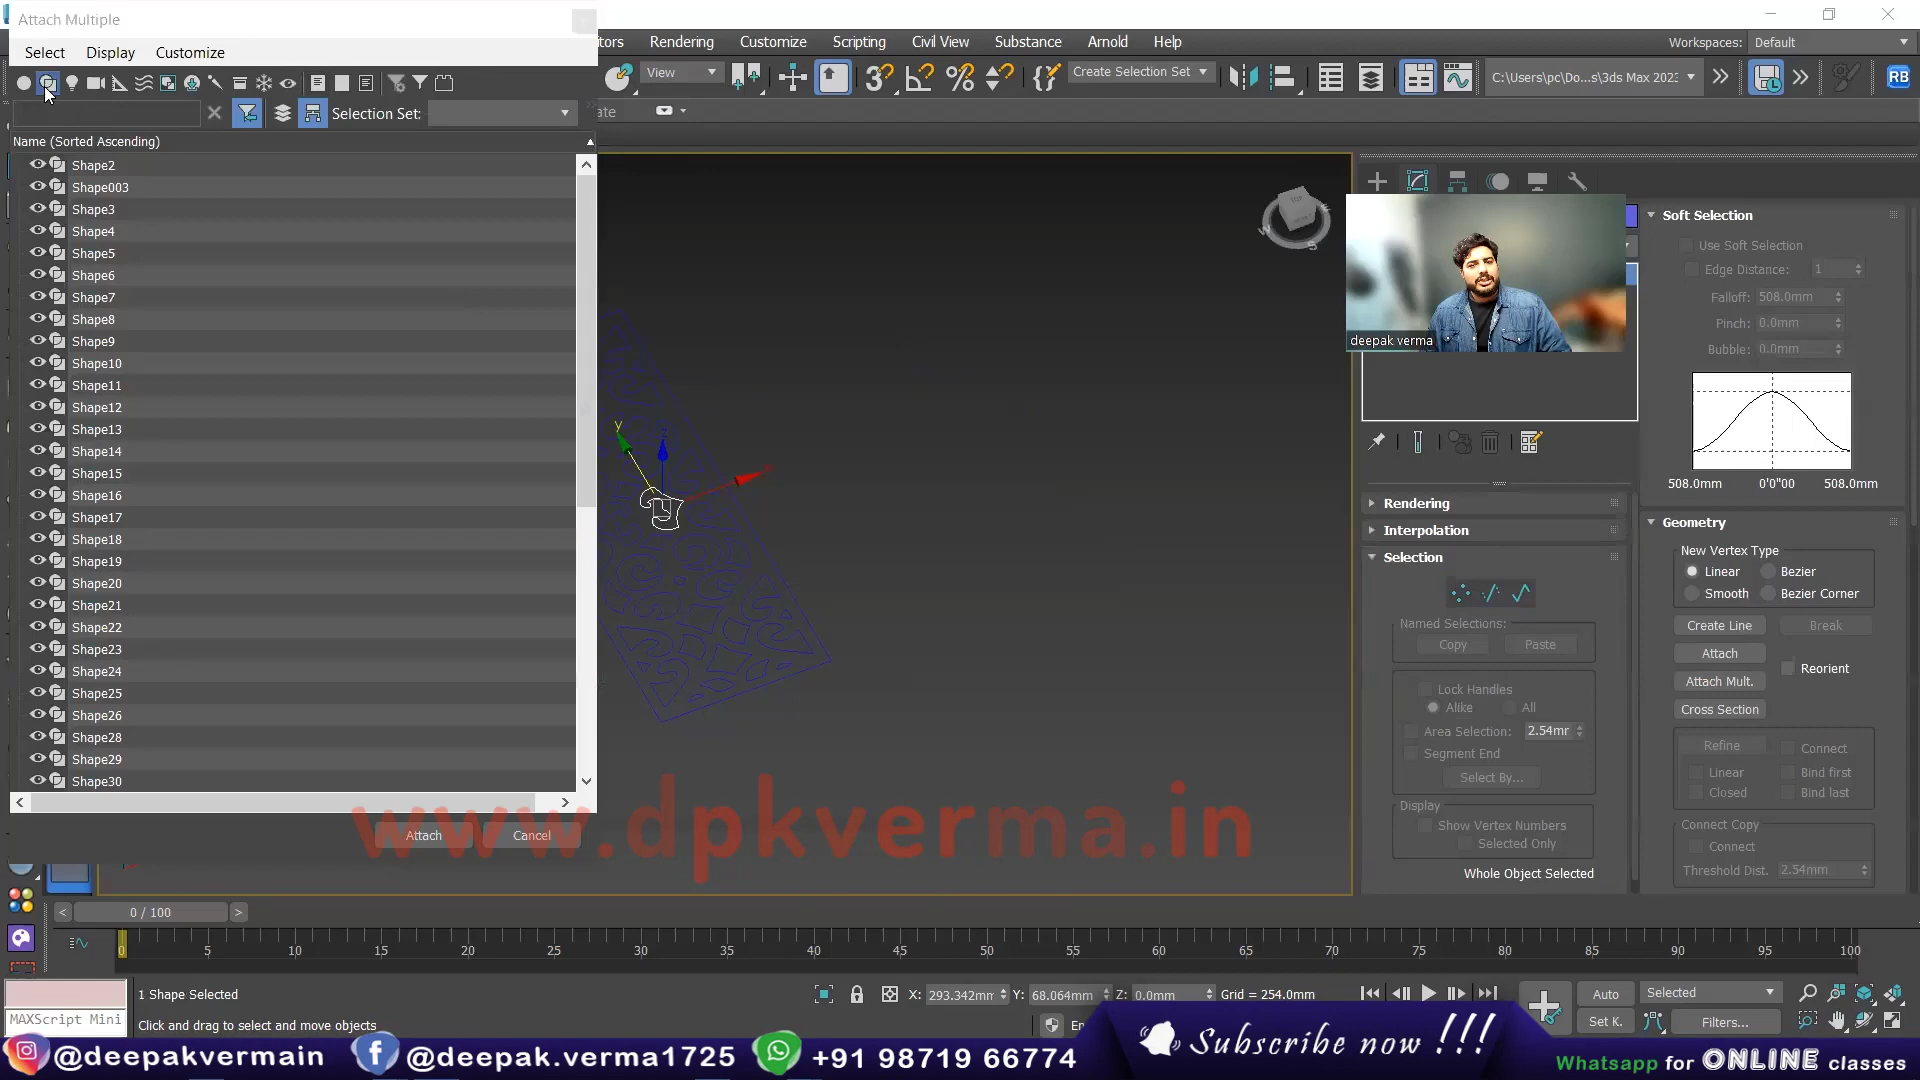 Attach Multiple
Select Display Customize
Rendering Customize Scripting Civil View Substance Arnold Help
Workspaces: Default
View
Create Selection Set
C:\Users\pc\Do...s\3ds Max 2023
RB
Selection Set:
Name (Sorted Ascending)
Shape2
Shape003
Shape3
Shape4
Shape5
Shape6
Shape7
Shape8
Shape9
Shape10
Shape11
Shape12
Shape13
Shape14
Shape15
Shape16
Shape17
Shape18
Shape19
Shape20
Shape21
Shape22
Shape23
Shape24
Shape25
Shape26
Shape28
Shape29
Shape30
Attach Cancel
y
W
S
deepak verma
Rendering
Interpolation
Selection
Named Selections:
Copy Paste
Lock Handles
Alike All
Area Selection: 2.54mr
Segment End
Select By...
Display
Show Vertex Numbers
Selected Only
Whole Object Selected
Soft Selection
Use Soft Selection
Edge Distance: 1
Falloff: 508.0mm
Pinch: 0.0mm
Bubble: 0.0mm
508.0mm 0'0"00 508.0mm
Geometry
New Vertex Type
Linear Bezier
Smooth Bezier Corner
Create Line Break
Attach
Reorient
Attach Mult.
Cross Section
Refine Connect
Linear Bind first
Closed Bind last
Connect Copy
Connect
Threshold Dist. 2.54mm
www.dpkverma.in
< 0 / 100 >
0 5 10 15 20 25 30 35 40 45 50 55 60 65 70 75 80 85 90 95 100
MAXScript Mini
1 Shape Selected
Click and drag to select and move objects
X: 293.342mm Y: 68.064mm Z: 0.0mm Grid = 254.0mm
Auto Selected
Set K. Filters...
@deepakvermain @deepak.verma1725 +91 98719 66774
Subscribe now !!!
Whatsapp for ONLINE classes